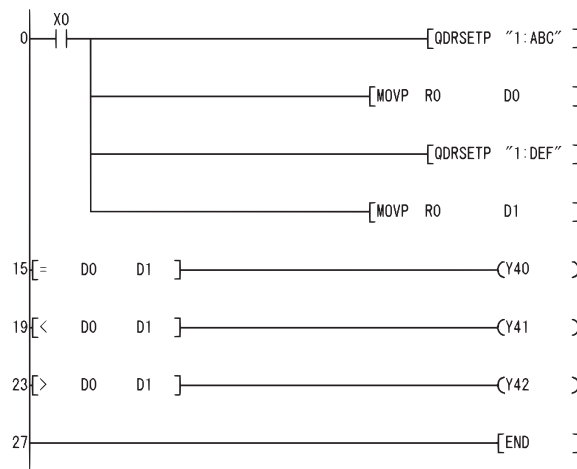 X0
0 [QDRSETP "1:ABC" ]
[MOVP R0 D0 ]
[QDRSETP "1:DEF" ]
[MOVP R0 D1 ]
15 [= D0 D1 ] (Y40 )
19 [< D0 D1 ] (Y41 )
23 [> D0 D1 ] (Y42 )
27 [END ]